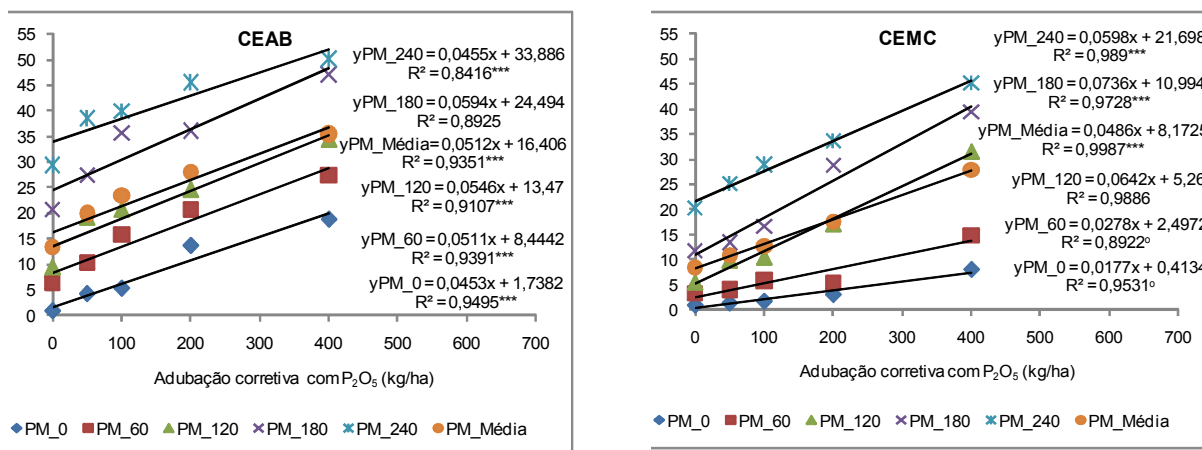 CEAB
55
50
45
40
35
30
25
20
15
10
5
0
yPM_240 = 0,0455x + 33,886
R² = 0,8416***
yPM_180 = 0,0594x + 24,494
R² = 0,8925
yPM_Média = 0,0512x + 16,406
R² = 0,9351***
yPM_120 = 0,0546x + 13,47
R² = 0,9107***
yPM_60 = 0,0511x + 8,4442
R² = 0,9391***
yPM_0 = 0,0453x + 1,7382
R² = 0,9495***
0 100 200 300 400 500 600 700
Adubação corretiva com P₂O₅ (kg/ha)
PM_0 PM_60 PM_120 PM_180 PM_240 PM_Média
CEMC
55
50
45
40
35
30
25
20
15
10
5
0
yPM_240 = 0,0598x + 21,698
R² = 0,989***
yPM_180 = 0,0736x + 10,994
R² = 0,9728***
yPM_Média = 0,0486x + 8,1725
R² = 0,9987***
yPM_120 = 0,0642x + 5,26
R² = 0,9886
yPM_60 = 0,0278x + 2,4972
R² = 0,8922º
yPM_0 = 0,0177x + 0,4134
R² = 0,9531º
0 100 200 300 400 500 600 700
Adubação corretiva com P₂O₅ (kg/ha)
PM_0 PM_60 PM_120 PM_180 PM_240 PM_Média